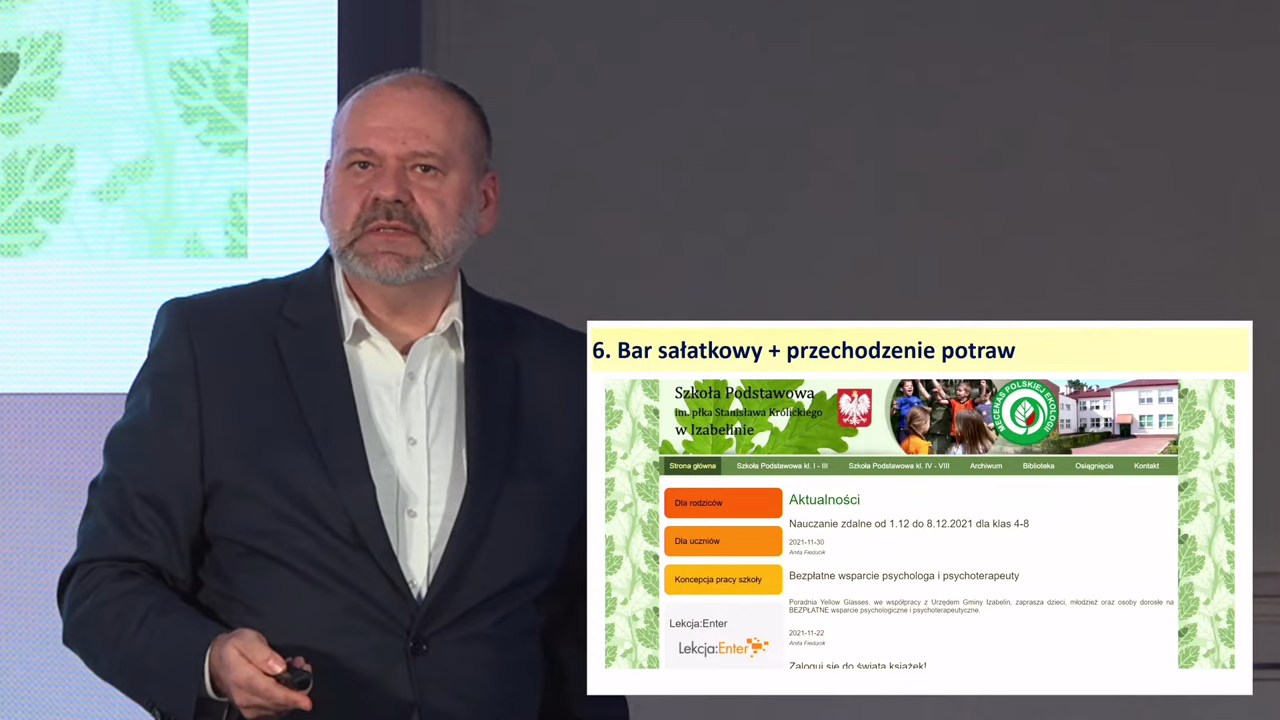 6. Bar sałatkowy + przechodzenie potraw
Szkoła Podstawowa
im. płka Stanisława Królickiego
w Izabelinie
MECENAS POLSKIEJ EKOLOGII
Strona główna Szkoła Podstawowa kl. I - III Szkoła Podstawowa kl. IV - VIII Archiwum Biblioteka Osiągnięcia Kontakt
Dla rodziców
Dla uczniów
Koncepcja pracy szkoły
Lekcja:Enter
Lekcja:Enter
Aktualności
Nauczanie zdalne od 1.12 do 8.12.2021 dla klas 4-8
2021-11-30
Anita Fieducik
Bezpłatne wsparcie psychologa i psychoterapeuty
Poradnia Yellow Glasses, we współpracy z Urzędem Gminy Izabelin, zaprasza dzieci, młodzież oraz osoby dorosłe na
BEZPŁATNE wsparcie psychologiczne i psychoterapeutyczne.
2021-11-22
Anita Fieducik
Zaloguj się do świata książek!